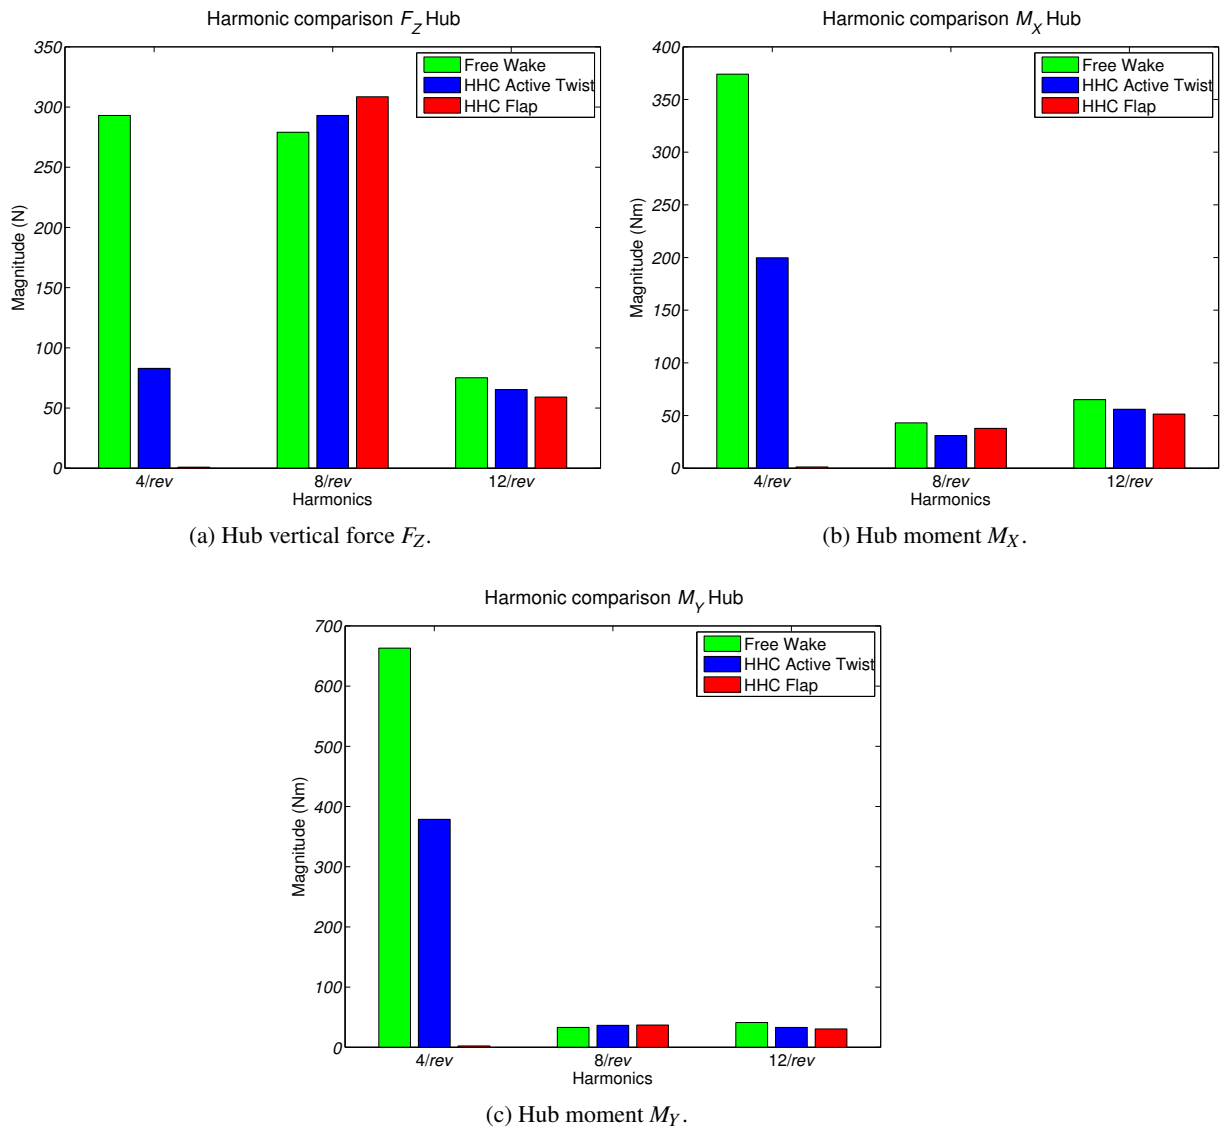 Harmonic comparison F_Z Hub
350
300
250
200
150
100
50
0
Magnitude (N)
Free Wake
HHC Active Twist
HHC Flap
4/rev
8/rev
12/rev
Harmonics
(a) Hub vertical force F_Z.
Harmonic comparison M_X Hub
400
350
300
250
200
150
100
50
0
Magnitude (Nm)
Free Wake
HHC Active Twist
HHC Flap
4/rev
8/rev
12/rev
Harmonics
(b) Hub moment M_X.
Harmonic comparison M_Y Hub
700
600
500
400
300
200
100
0
Magnitude (Nm)
Free Wake
HHC Active Twist
HHC Flap
4/rev
8/rev
12/rev
Harmonics
(c) Hub moment M_Y.